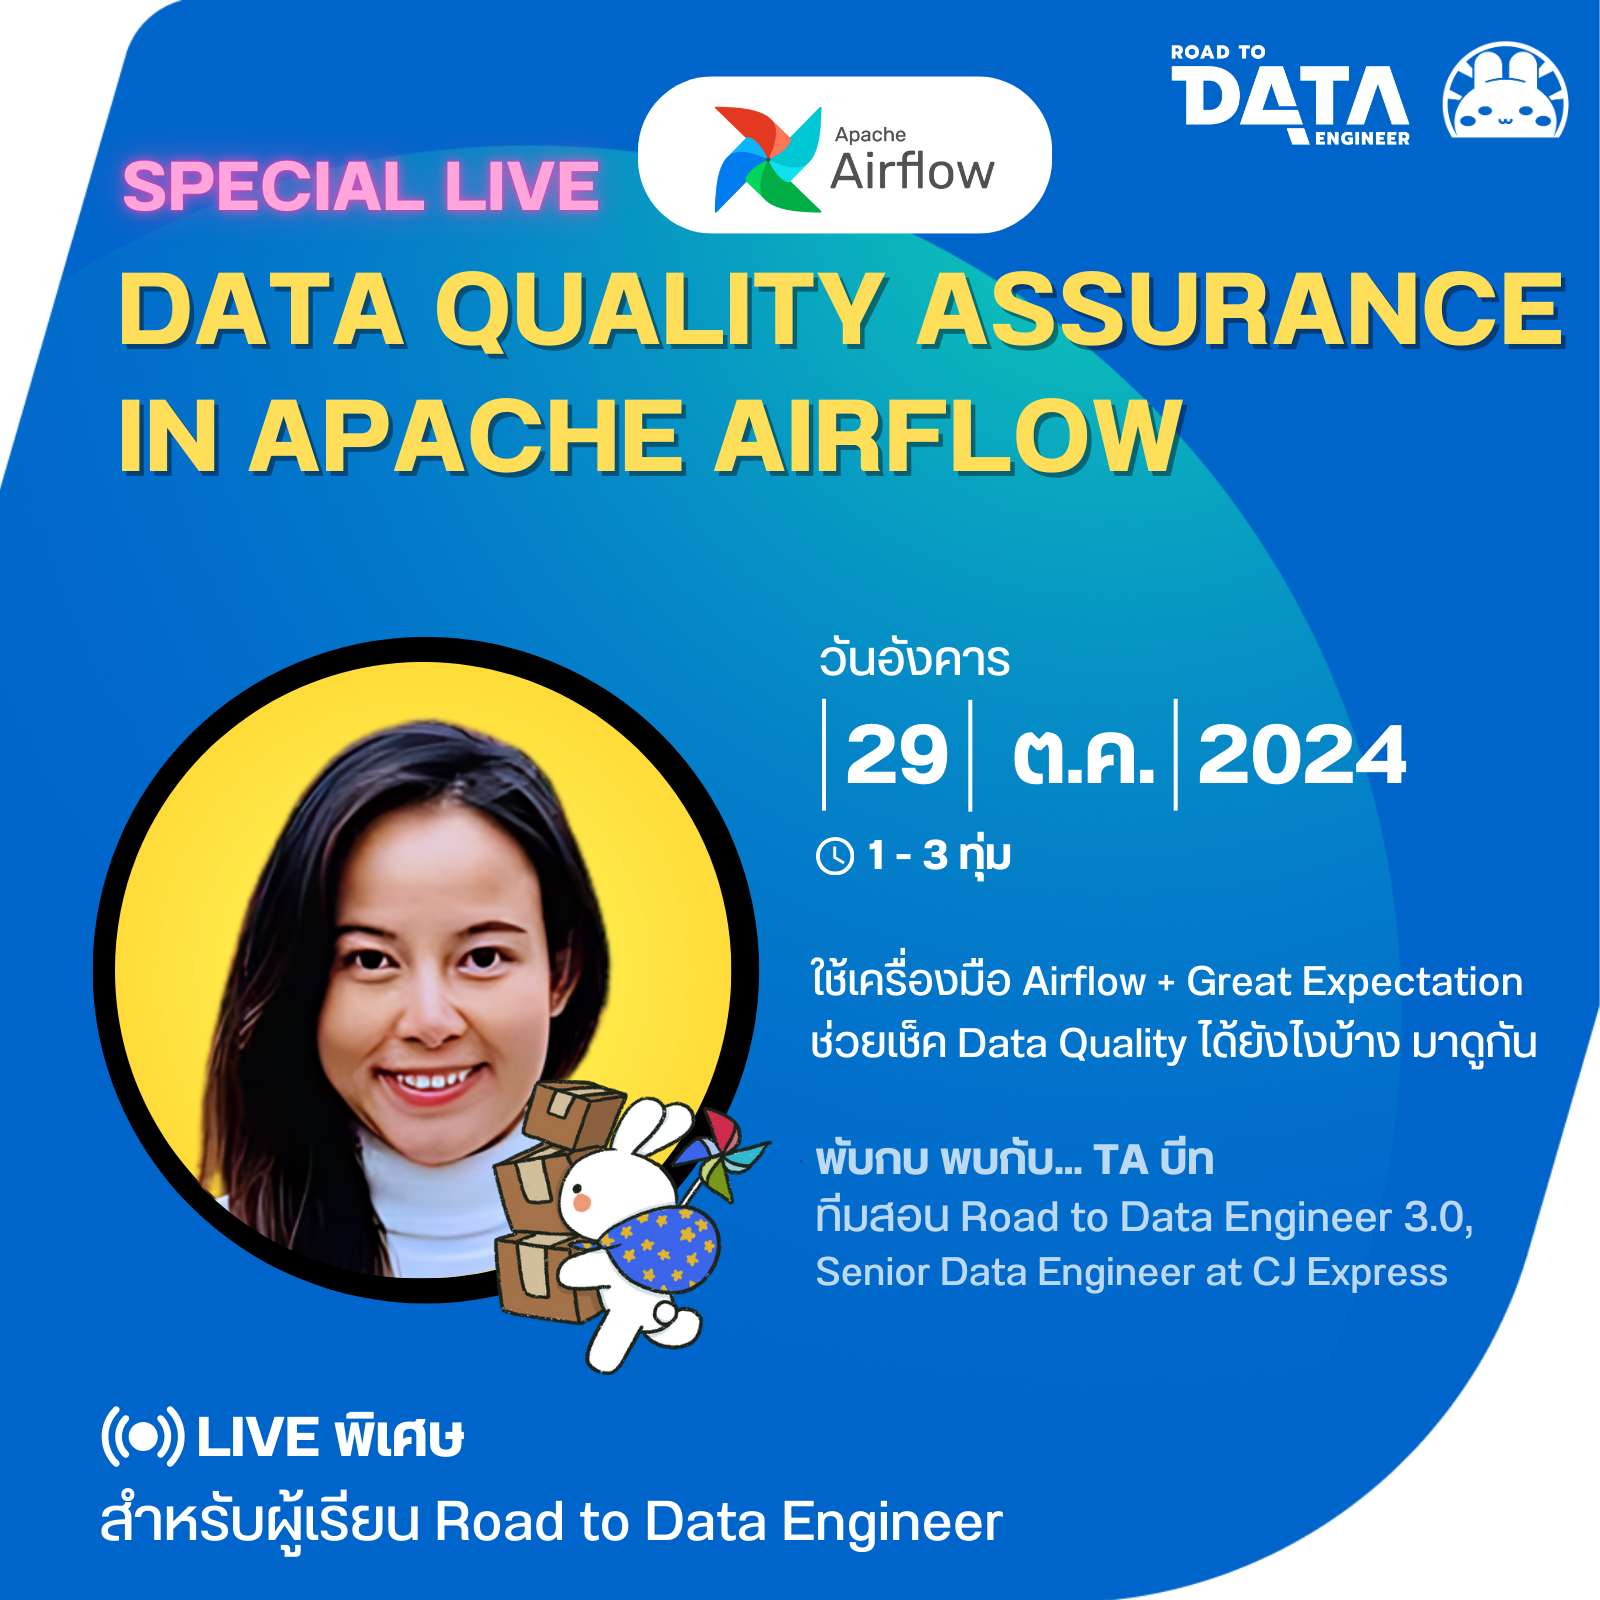 ROAD TO
DATA
ENGINEER
SPECIAL LIVE
Apache
Airflow
DATA QUALITY ASSURANCE
IN APACHE AIRFLOW
วันอังคาร
29 ต.ค. 2024
1 - 3 ทุ่ม
ใช้เครื่องมือ Airflow + Great Expectation
ช่วยเช็ค Data Quality ได้ยังไงบ้าง มาดูกัน
พับกบ พบกับ... TA บีท
ทีมสอน Road to Data Engineer 3.0,
Senior Data Engineer at CJ Express
LIVE พิเศษ
สำหรับผู้เรียน Road to Data Engineer